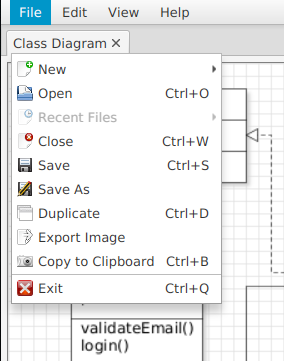 File Edit View Help
Class Diagram ×
New
Open Ctrl+O
Recent Files
Close Ctrl+W
Save Ctrl+S
Save As
Duplicate Ctrl+D
Export Image
Copy to Clipboard Ctrl+B
Exit Ctrl+Q
validateEmail()
login()